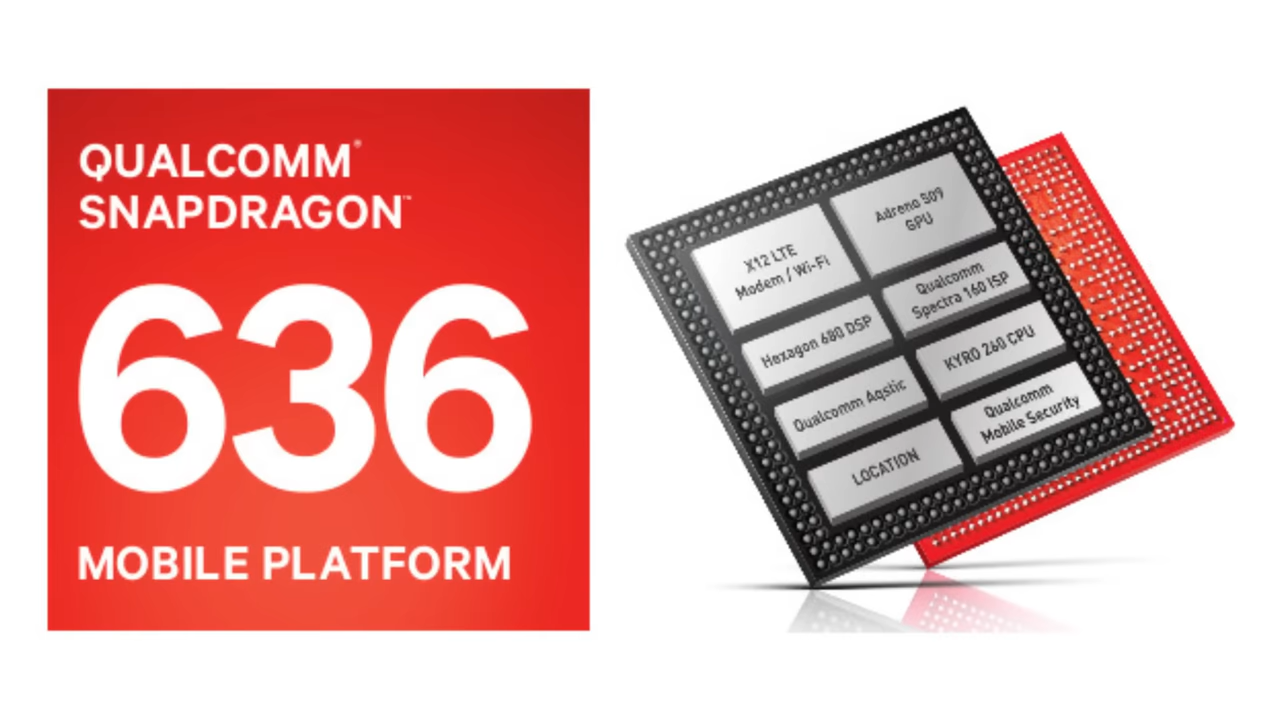 QUALCOMM®
SNAPDRAGON™
636
MOBILE PLATFORM
X12 LTE
Modem / Wi-Fi
Adreno 509
GPU
Hexagon 680 DSP
Qualcomm
Spectra 160 ISP
Qualcomm Aqstic
KYRO 260 CPU
LOCATION
Qualcomm
Mobile Security